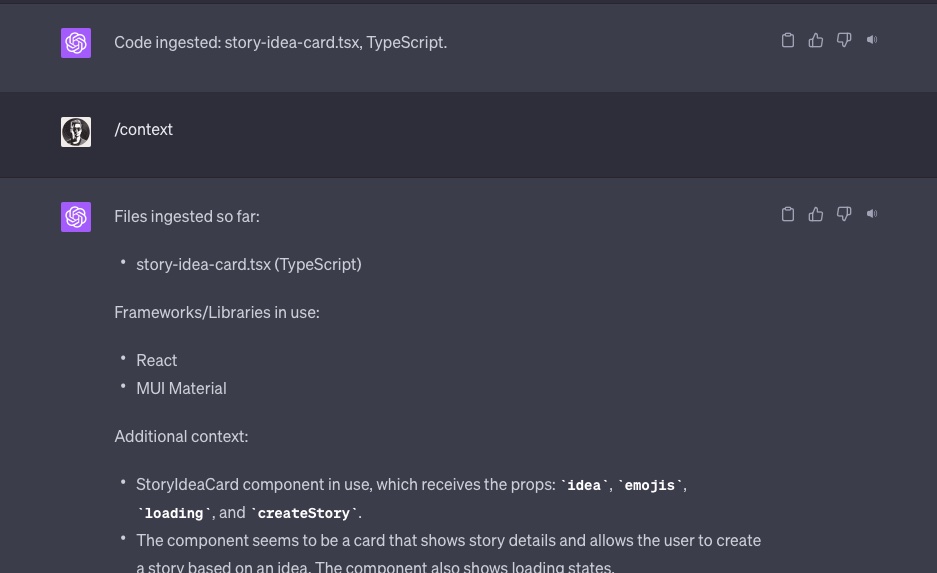 Code ingested: story-idea-card.tsx, TypeScript.
/context
Files ingested so far:
• story-idea-card.tsx (TypeScript)
Frameworks/Libraries in use:
• React
• MUI Material
Additional context:
• StoryIdeaCard component in use, which receives the props: `idea`, `emojis`,
`loading`, and `createStory`.
• The component seems to be a card that shows story details and allows the user to create
a story based on an idea. The component also shows loading states.